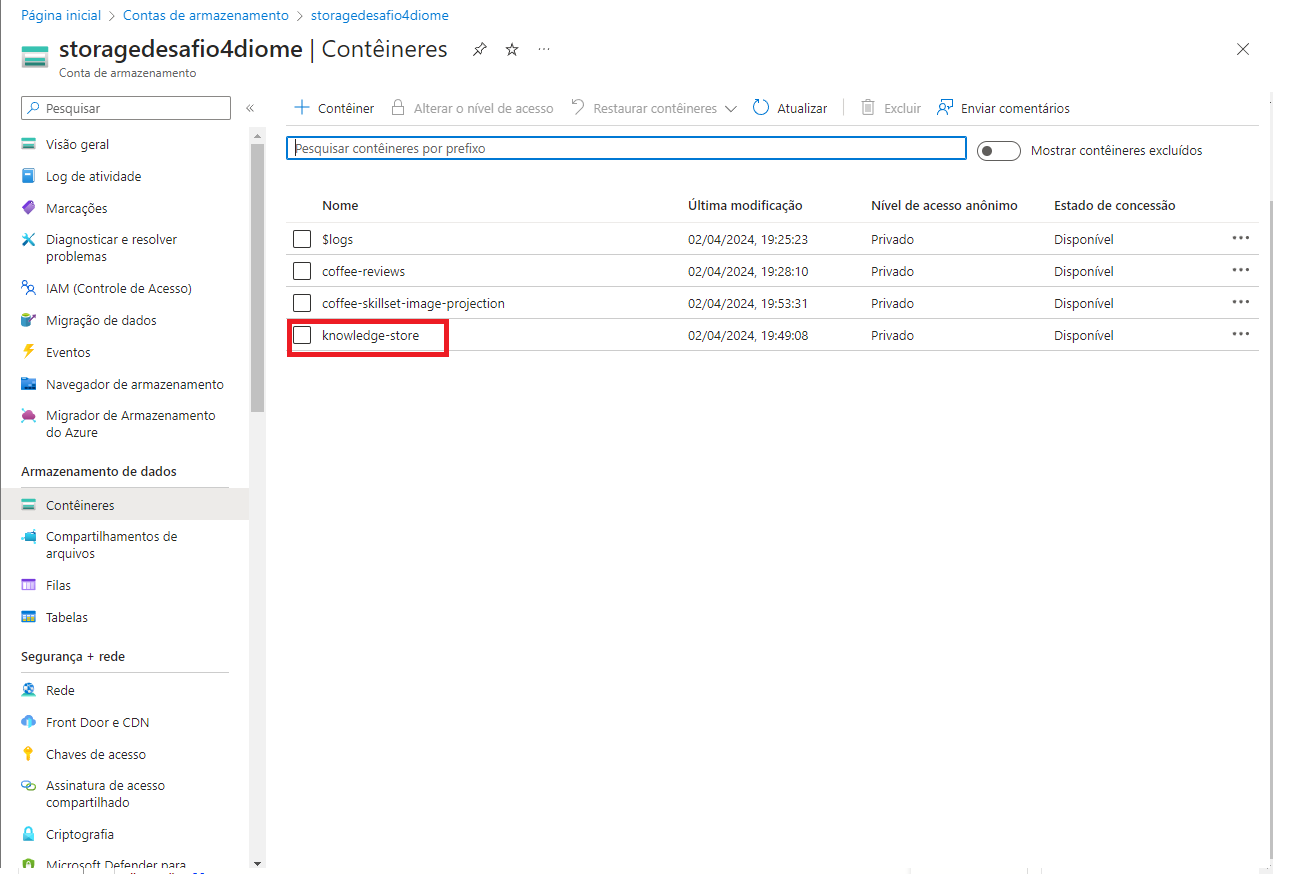 Página inicial > Contas de armazenamento > storagedesafio4diome
storagedesafio4diome | Contêineres ...
Conta de armazenamento
Pesquisar «
Visão geral
Log de atividade
Marcações
Diagnosticar e resolver
problemas
IAM (Controle de Acesso)
Migração de dados
Eventos
Navegador de armazenamento
Migrador de Armazenamento
do Azure
Armazenamento de dados
Contêineres
Compartilhamentos de
arquivos
Filas
Tabelas
Segurança + rede
Rede
Front Door e CDN
Chaves de acesso
Assinatura de acesso
compartilhado
Criptografia
Microsoft Defender para
Contêiner Alterar o nível de acesso Restaurar contêineres Atualizar Excluir Enviar comentários
Pesquisar contêineres por prefixo Mostrar contêineres excluídos
Nome Última modificação Nível de acesso anônimo Estado de concessão
$logs 02/04/2024, 19:25:23 Privado Disponível ...
coffee-reviews 02/04/2024, 19:28:10 Privado Disponível ...
coffee-skillset-image-projection 02/04/2024, 19:53:31 Privado Disponível ...
knowledge-store 02/04/2024, 19:49:08 Privado Disponível ...